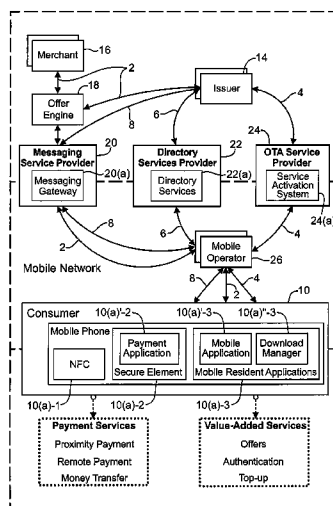 Merchant
16
2
18
Offer
Engine
8
Issuer
14
6
4
Messaging
Service Provider
20
Messaging
Gateway
20(a)
Directory
Services Provider
22
Directory
Services
22(a)
24
OTA Service
Provider
Service
Activation
System
24(a)
8
2
6
4
Mobile
Operator
26
Mobile Network
8
2
4
10
Consumer
Mobile Phone
10(a)'-2
10(a)'-3
10(a)"-3
NFC
Payment
Application
Secure Element
Mobile
Application
Download
Manager
Mobile Resident Applications
10(a)-1
10(a)-2
10(a)-3
Payment Services
Proximity Payment
Remote Payment
Money Transfer
Value-Added Services
Offers
Authentication
Top-up